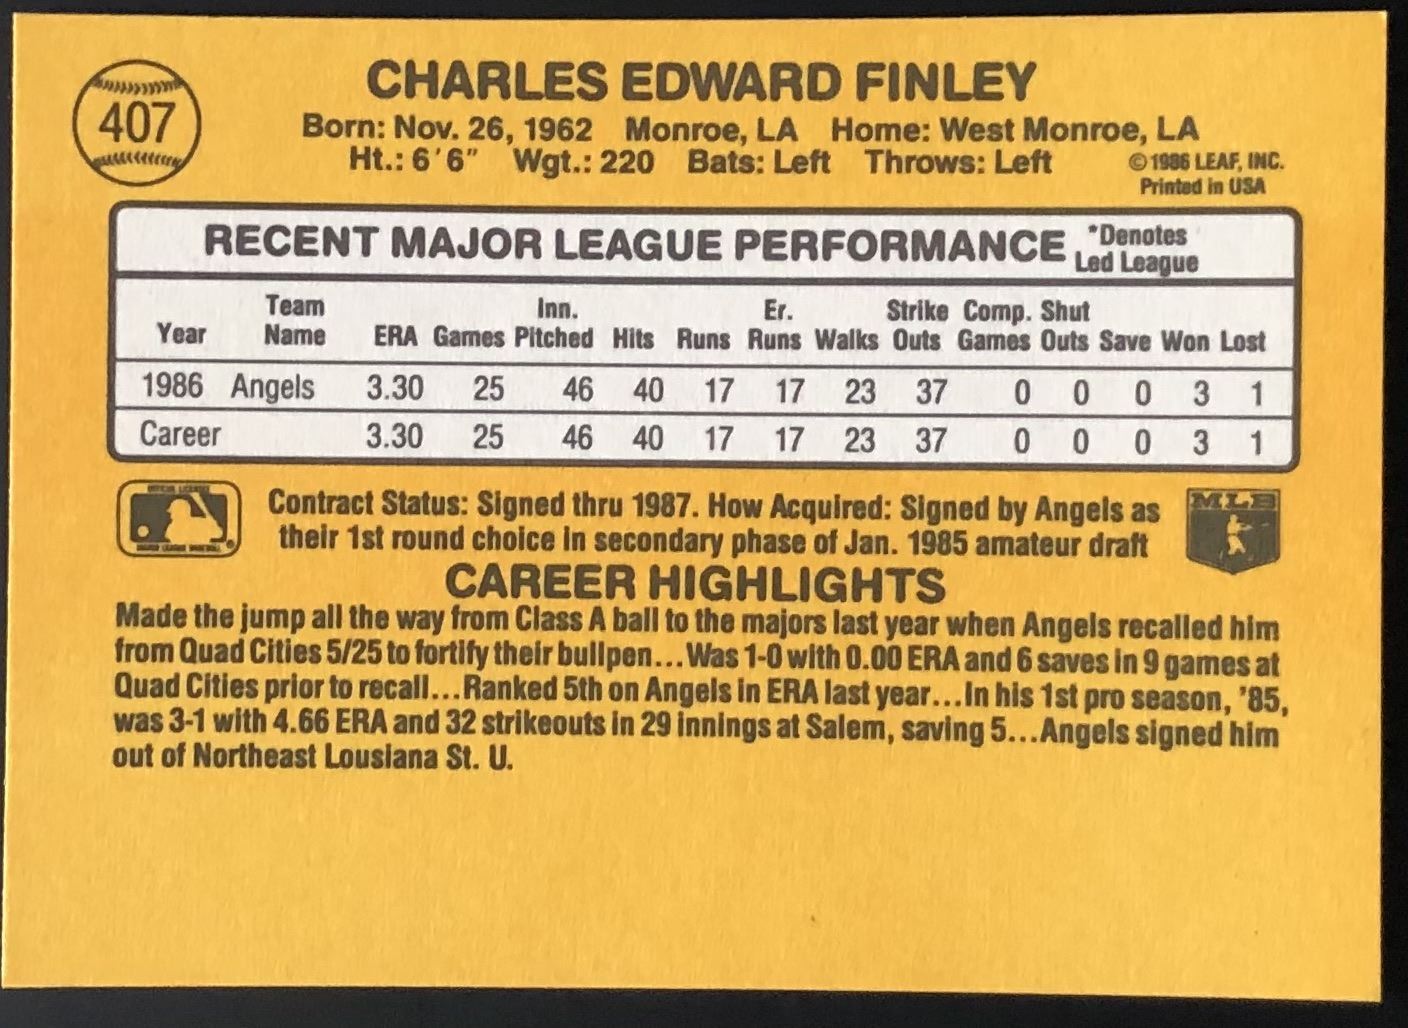 407
CHARLES EDWARD FINLEY
Born: Nov. 26, 1962 Monroe, LA Home: West Monroe, LA
Ht.: 6'6" Wgt.: 220 Bats: Left Throws: Left
©1986 LEAF, INC.
Printed in USA
RECENT MAJOR LEAGUE PERFORMANCE *Denotes Led League
Year Team Name ERA Games Inn. Pitched Hits Runs Er. Runs Walks Strike Outs Comp. Games Shut Outs Save Won Lost
1986 Angels 3.30 25 46 40 17 17 23 37 0 0 0 3 1
Career 3.30 25 46 40 17 17 23 37 0 0 0 3 1
Contract Status: Signed thru 1987. How Acquired: Signed by Angels as
their 1st round choice in secondary phase of Jan. 1985 amateur draft
MLB
CAREER HIGHLIGHTS
Made the jump all the way from Class A ball to the majors last year when Angels recalled him
from Quad Cities 5/25 to fortify their bullpen...Was 1-0 with 0.00 ERA and 6 saves in 9 games at
Quad Cities prior to recall...Ranked 5th on Angels in ERA last year...In his 1st pro season, '85,
was 3-1 with 4.66 ERA and 32 strikeouts in 29 innings at Salem, saving 5...Angels signed him
out of Northeast Lousiana St. U.